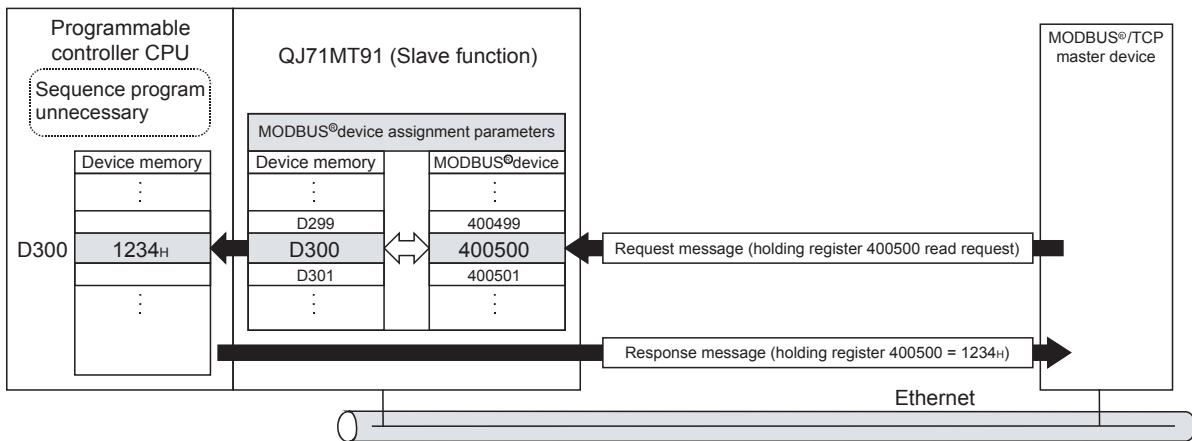 Programmable
controller CPU
Sequence program
unnecessary
Device memory
⋮
D300
1234H
⋮
QJ71MT91 (Slave function)
MODBUS®device assignment parameters
Device memory
MODBUS®device
⋮
⋮
D299
400499
D300
400500
D301
400501
⋮
⋮
MODBUS®/TCP
master device
Request message (holding register 400500 read request)
Response message (holding register 400500 = 1234H)
Ethernet